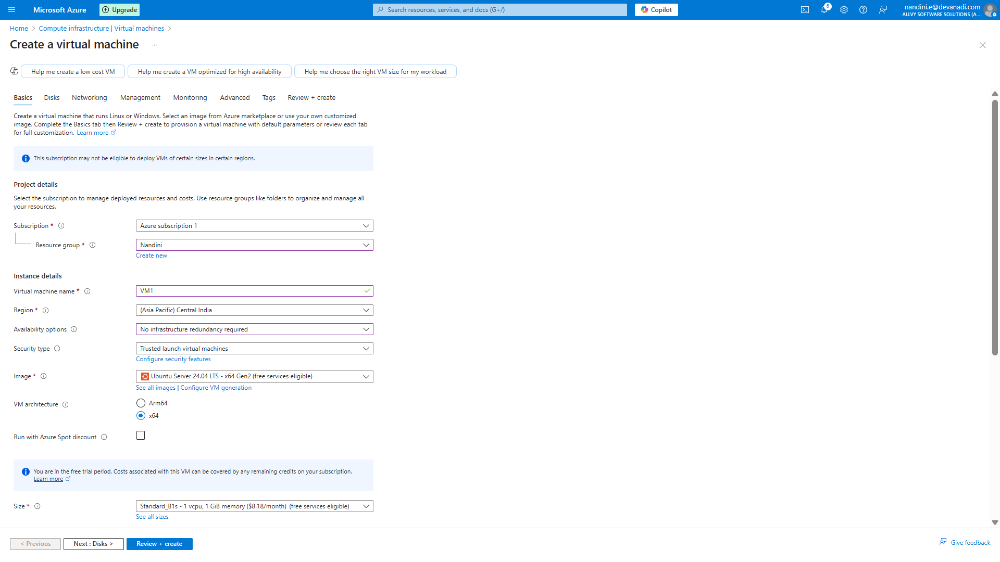 Microsoft Azure
Upgrade
Search resources, services, and docs (G+/)
Copilot
6
nandini.e@devanadi.com
ALLVY SOFTWARE SOLUTIONS (A...
Home > Compute infrastructure | Virtual machines >
Create a virtual machine ...
Help me create a low cost VM
Help me create a VM optimized for high availability
Help me choose the right VM size for my workload
Basics Disks Networking Management Monitoring Advanced Tags Review + create
Create a virtual machine that runs Linux or Windows. Select an image from Azure marketplace or use your own customized
image. Complete the Basics tab then Review + create to provision a virtual machine with default parameters or review each tab
for full customization. Learn more
This subscription may not be eligible to deploy VMs of certain sizes in certain regions.
Project details
Select the subscription to manage deployed resources and costs. Use resource groups like folders to organize and manage all
your resources.
Subscription * Azure subscription 1
Resource group * Nandini
Create new
Instance details
Virtual machine name * VM1
Region * (Asia Pacific) Central India
Availability options No infrastructure redundancy required
Security type Trusted launch virtual machines
Configure security features
Image * Ubuntu Server 24.04 LTS - x64 Gen2 (free services eligible)
See all images | Configure VM generation
VM architecture Arm64
x64
Run with Azure Spot discount
You are in the free trial period. Costs associated with this VM can be covered by any remaining credits on your subscription.
Learn more
Size * Standard_B1s - 1 vcpu, 1 GiB memory ($8.18/month) (free services eligible)
See all sizes
< Previous
Next : Disks >
Review + create
Give feedback